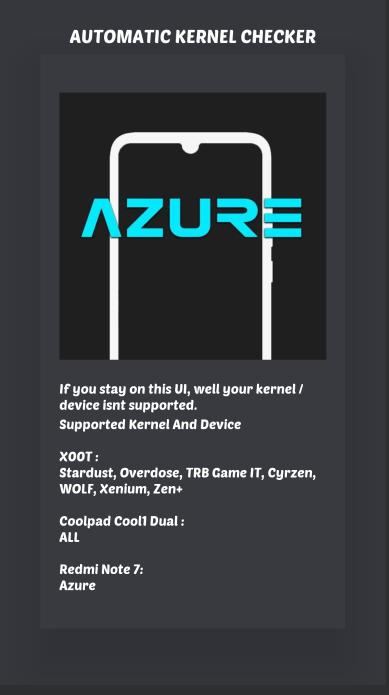 AUTOMATIC KERNEL CHECKER
AZURE
If you stay on this UI, well your kernel /
device isnt supported.
Supported Kernel And Device
X00T :
Stardust, Overdose, TRB Game IT, Cyrzen,
WOLF, Xenium, Zen+
Coolpad Cool1 Dual :
ALL
Redmi Note 7:
Azure